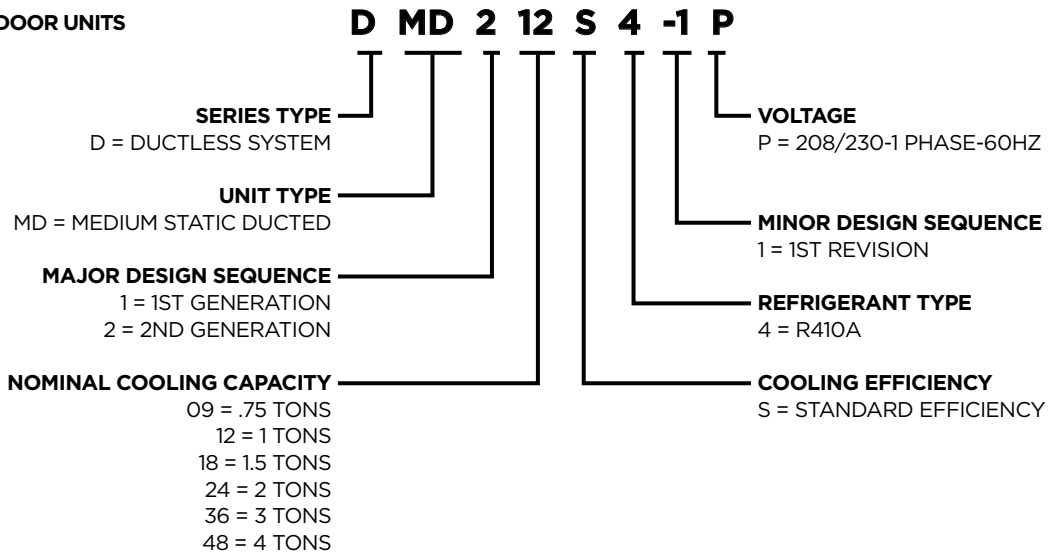 DOOR UNITS
D MD 2 12 S 4 -1 P
SERIES TYPE
D = DUCTLESS SYSTEM
UNIT TYPE
MD = MEDIUM STATIC DUCTED
MAJOR DESIGN SEQUENCE
1 = 1ST GENERATION
2 = 2ND GENERATION
NOMINAL COOLING CAPACITY
09 = .75 TONS
12 = 1 TONS
18 = 1.5 TONS
24 = 2 TONS
36 = 3 TONS
48 = 4 TONS
VOLTAGE
P = 208/230-1 PHASE-60HZ
MINOR DESIGN SEQUENCE
1 = 1ST REVISION
REFRIGERANT TYPE
4 = R410A
COOLING EFFICIENCY
S = STANDARD EFFICIENCY